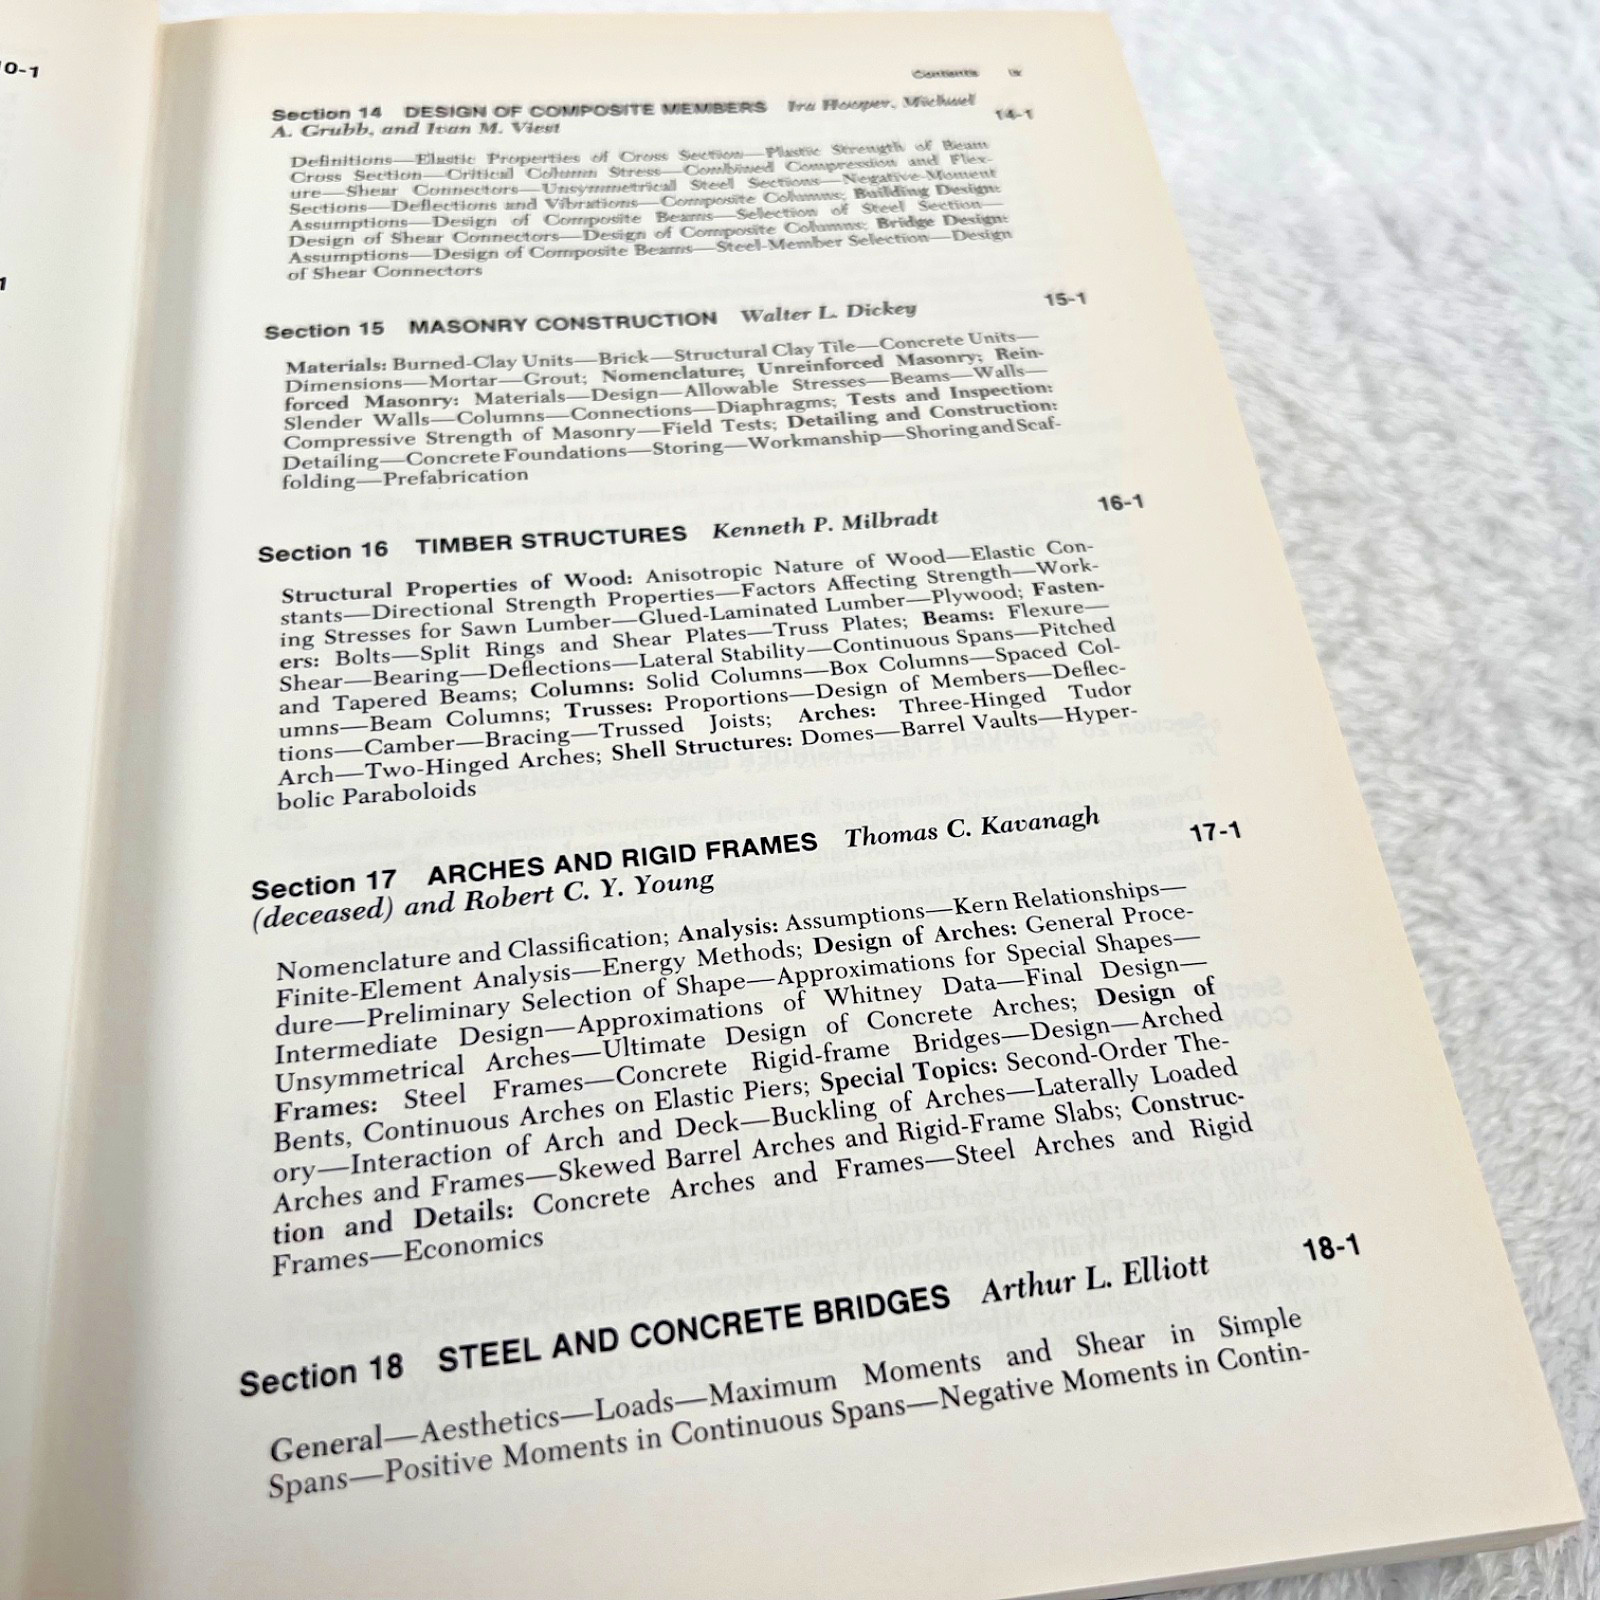 0-1
1
Contents ix
Section 14 DESIGN OF COMPOSITE MEMBERS Ira Hooper, Michael
A. Grubb, and Ivan M. Viest 14-1
Definitions—Elastic Properties of Cross Section—Plastic Strength of Beam
Cross Section—Critical Column Stress—Combined Compression and Flex-
ure—Shear Connectors—Unsymmetrical Steel Sections—Negative-Moment
Sections—Deflections and Vibrations—Composite Columns; Building Design:
Assumptions—Design of Composite Beams—Selection of Steel Section—
Design of Shear Connectors—Design of Composite Columns; Bridge Design:
Assumptions—Design of Composite Beams—Steel-Member Selection—Design
of Shear Connectors
Section 15 MASONRY CONSTRUCTION Walter L. Dickey 15-1
Materials: Burned-Clay Units—Brick—Structural Clay Tile—Concrete Units—
Dimensions—Mortar—Grout; Nomenclature; Unreinforced Masonry; Rein-
forced Masonry: Materials—Design—Allowable Stresses—Beams—Walls—
Slender Walls—Columns—Connections—Diaphragms; Tests and Inspection:
Compressive Strength of Masonry—Field Tests; Detailing and Construction:
Detailing—Concrete Foundations—Storing—Workmanship—Shoring and Scaf-
folding—Prefabrication
Section 16 TIMBER STRUCTURES Kenneth P. Milbradt 16-1
Structural Properties of Wood: Anisotropic Nature of Wood—Elastic Con-
stants—Directional Strength Properties—Factors Affecting Strength—Work-
ing Stresses for Sawn Lumber—Glued-Laminated Lumber—Plywood; Fasten-
ers: Bolts—Split Rings and Shear Plates—Truss Plates; Beams: Flexure—
Shear—Bearing—Deflections—Lateral Stability—Continuous Spans—Pitched
and Tapered Beams; Columns: Solid Columns—Box Columns—Spaced Col-
umns—Beam Columns; Trusses: Proportions—Design of Members—Deflec-
tions—Camber—Bracing—Trussed Joists; Arches: Three-Hinged Tudor
Arch—Two-Hinged Arches; Shell Structures: Domes—Barrel Vaults—Hyper-
bolic Paraboloids
Section 17 ARCHES AND RIGID FRAMES Thomas C. Kavanagh
(deceased) and Robert C. Y. Young 17-1
Nomenclature and Classification; Analysis: Assumptions—Kern Relationships—
Finite-Element Analysis—Energy Methods; Design of Arches: General Proce-
dure—Preliminary Selection of Shape—Approximations for Special Shapes—
Intermediate Design—Approximations of Whitney Data—Final Design—
Unsymmetrical Arches—Ultimate Design of Concrete Arches; Design of
Frames: Steel Frames—Concrete Rigid-frame Bridges—Design—Arched
Bents, Continuous Arches on Elastic Piers; Special Topics: Second-Order The-
ory—Interaction of Arch and Deck—Buckling of Arches—Laterally Loaded
Arches and Frames—Skewed Barrel Arches and Rigid-Frame Slabs; Construc-
tion and Details: Concrete Arches and Frames—Steel Arches and Rigid
Frames—Economics
Section 18 STEEL AND CONCRETE BRIDGES Arthur L. Elliott 18-1
General—Aesthetics—Loads—Maximum Moments and Shear in Simple
Spans—Positive Moments in Continuous Spans—Negative Moments in Contin-